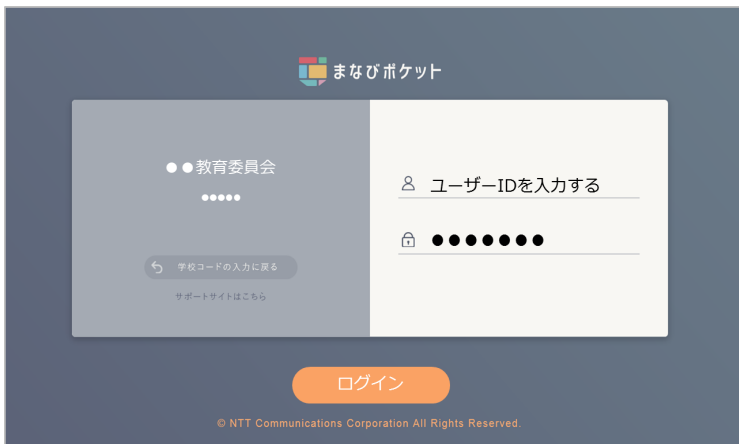 まなびポケット
●●教育委員会
●●●●●
学校コードの入力に戻る
サポートサイトはこちら
ユーザーIDを入力する
●●●●●●●
ログイン
© NTT Communications Corporation All Rights Reserved.